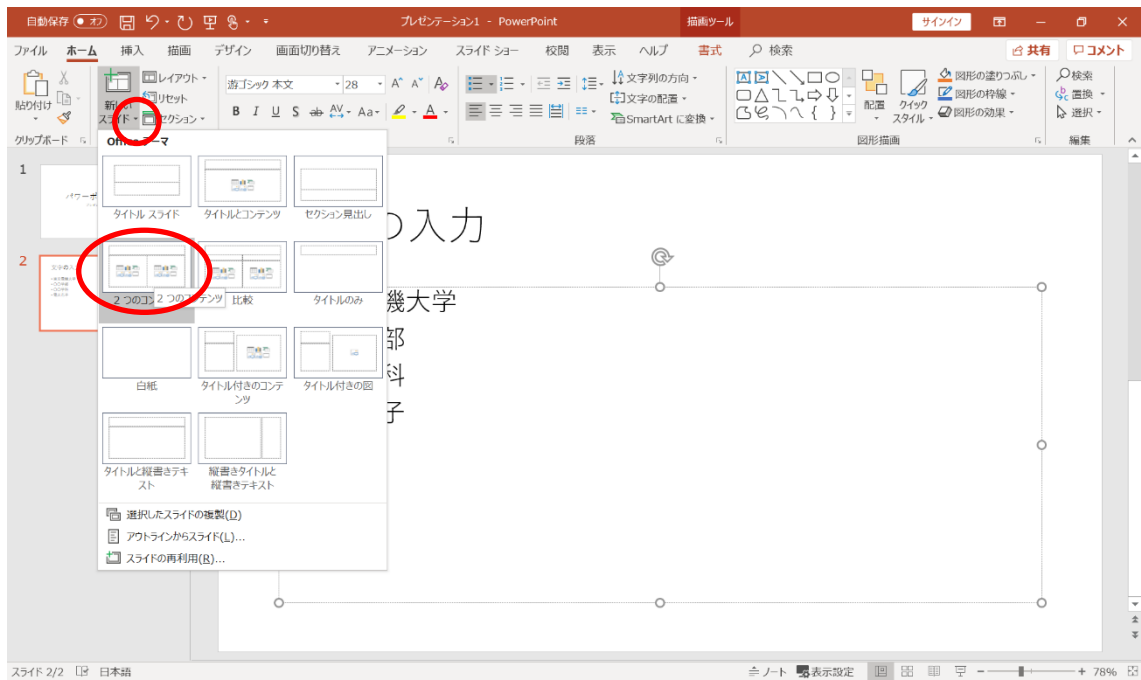 自動保存 オフ プレゼンテーション1 - PowerPoint 描画ツール サインイン
ファイル ホーム 挿入 描画 デザイン 画面切り替え アニメーション スライド ショー 校閲 表示 ヘルプ 書式 検索 共有 コメント
貼り付け
新しい
スライド
レイアウト
リセット
セクション
游ゴシック 本文 28
B I U S ab AV Aa A
文字列の方向
文字の配置
SmartArt に変換
配置
クイック
スタイル
図形の塗りつぶし
図形の枠線
図形の効果
検索
置換
選択
クリップボード 段落 図形描画 編集
Office テーマ
タイトル スライド タイトルとコンテンツ セクション見出し
2 つのコンテンツ 比較 タイトルのみ
白紙 タイトル付きのコンテ
ンツ
タイトル付きの図
タイトルと縦書きテキ
スト
縦書きタイトルと
縦書きテキスト
選択したスライドの複製(D)
アウトラインからスライド(L)...
スライドの再利用(R)...
1
2
の入力
幾大学
部
科
子
スライド 2/2 日本語 ノート 表示設定 78%